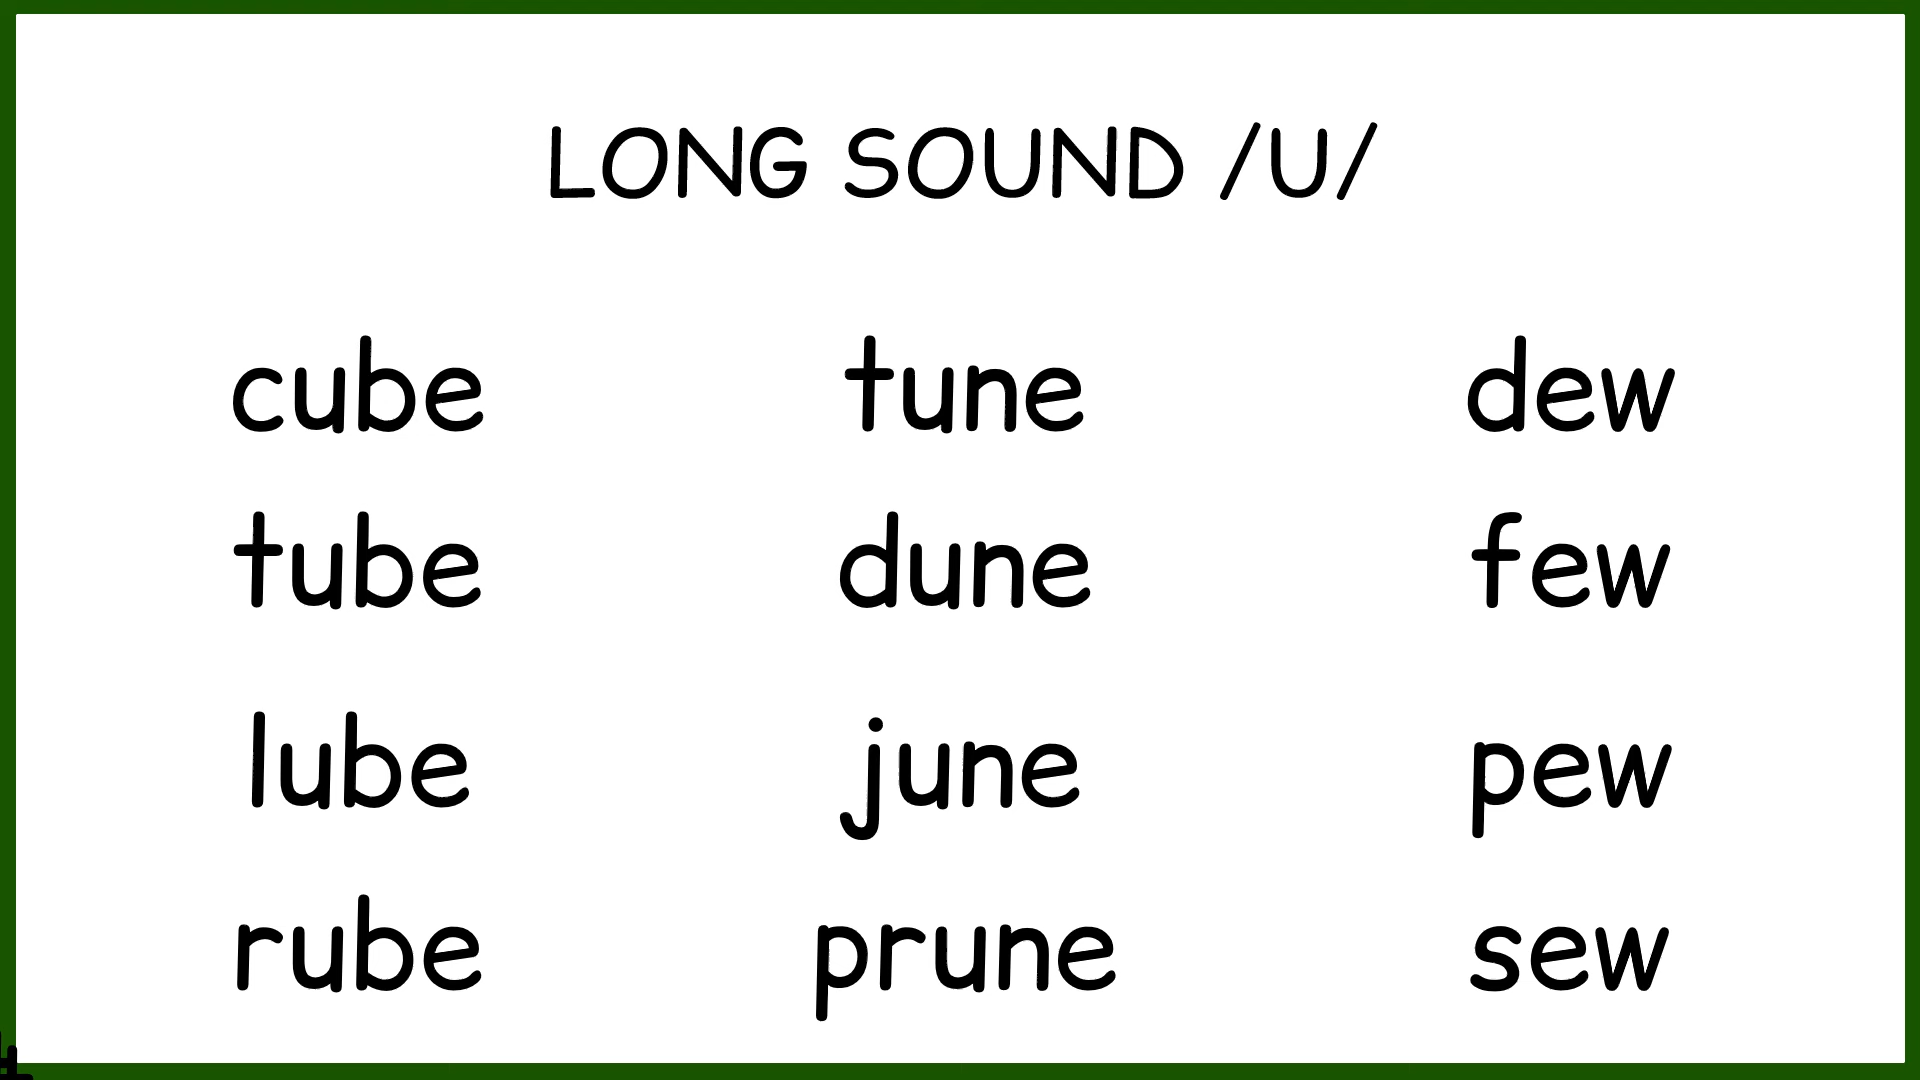 LONG SOUND /U/
cube tune dew
tube dune few
lube june pew
rube prune sew